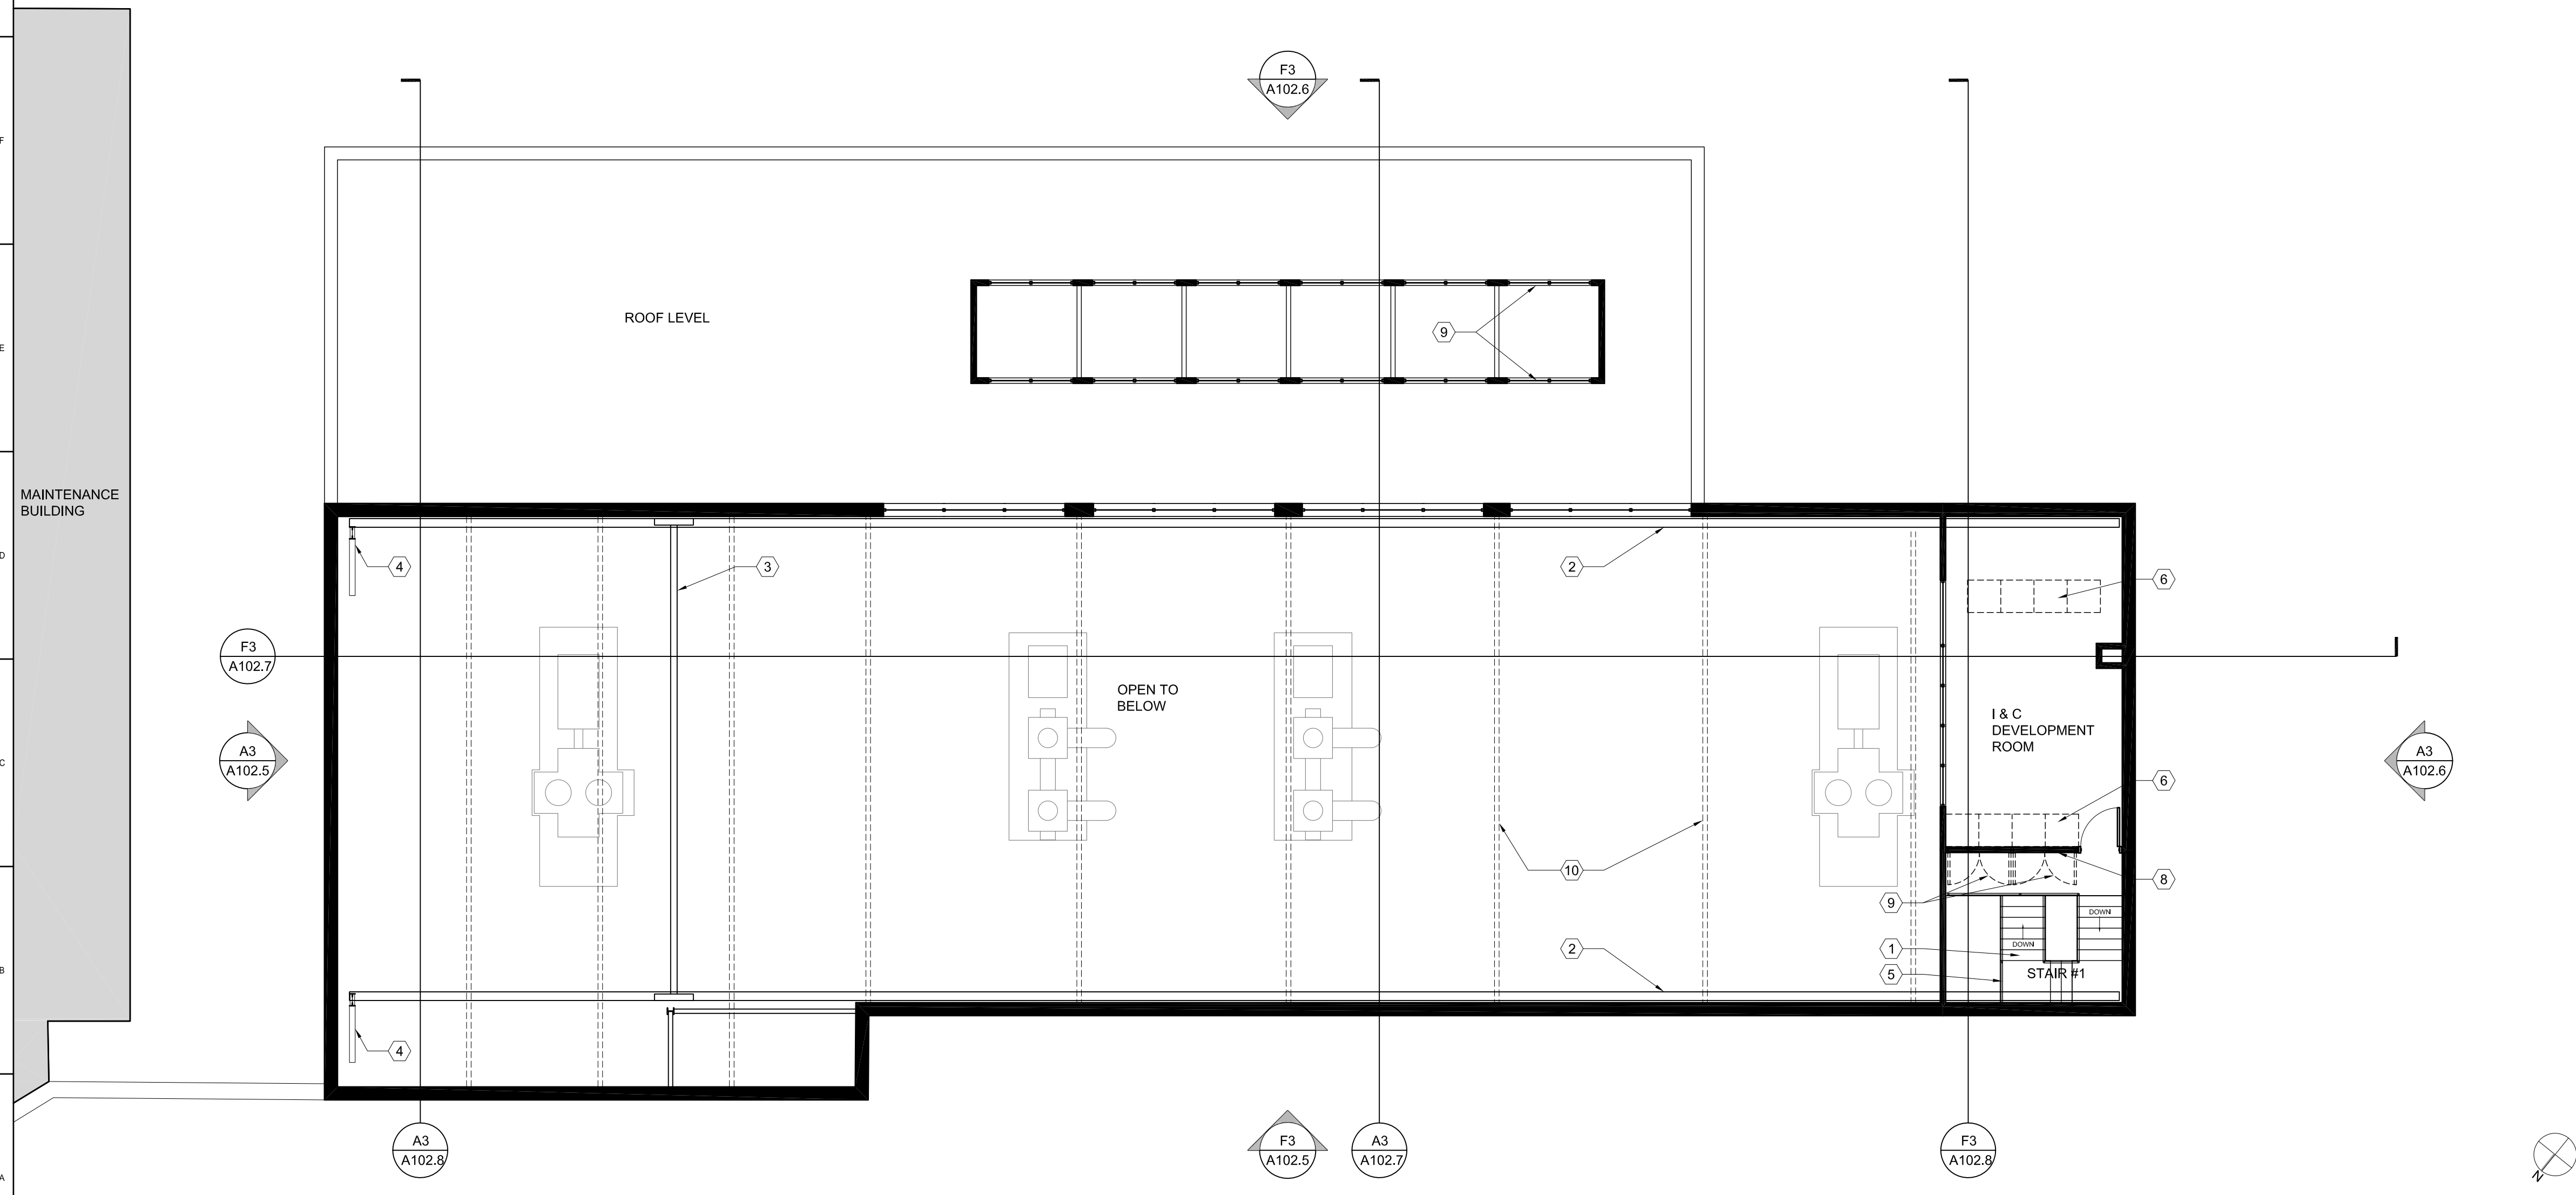 F3
A102.6
F
ROOF LEVEL
9
E
MAINTENANCE
BUILDING
D
4
3
2
6
F3
A102.7
OPEN TO
BELOW
I & C
DEVELOPMENT
ROOM
A3
A102.5
C
A3
A102.6
6
10
8
9
DOWN
DOWN
1
2
5
STAIR #1
B
4
A3
A102.8
F3
A102.5
A3
A102.7
F3
A102.8
A
N